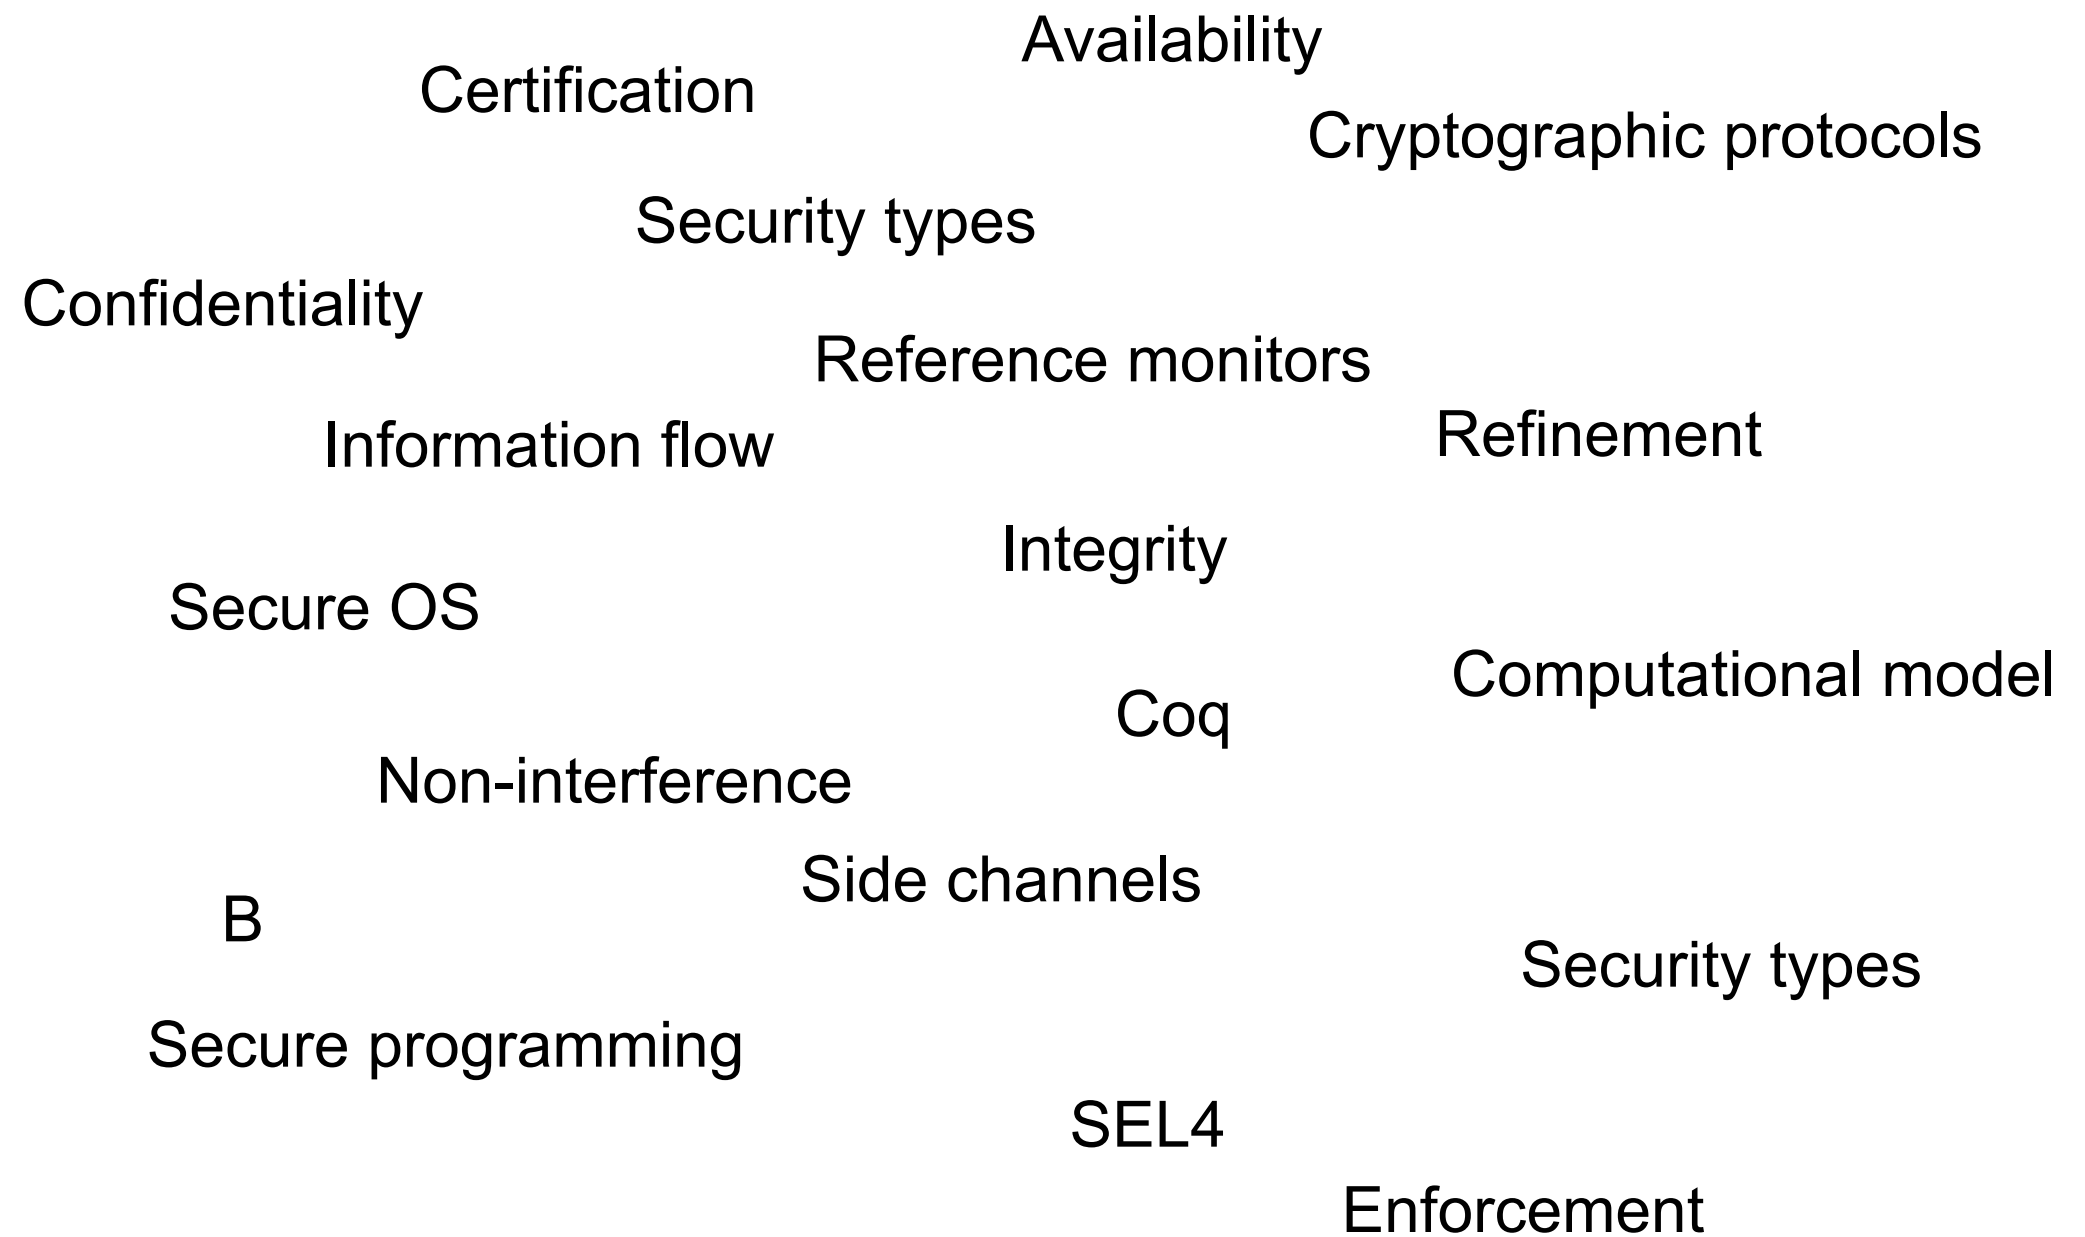 Availability
Certification
Cryptographic protocols
Security types
Confidentiality
Reference monitors
Refinement
Information flow
Integrity
Secure OS
Computational model
Coq
Non-interference
Side channels
B
Security types
Secure programming
SEL4
Enforcement